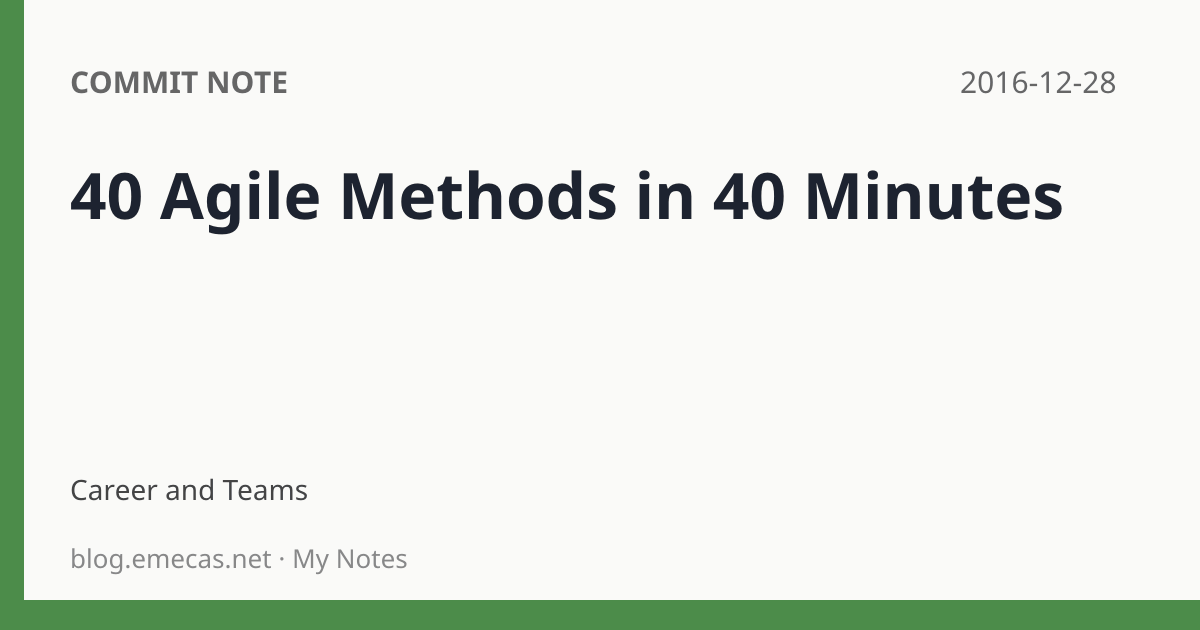 COMMIT NOTE
2016-12-28
40 Agile Methods in 40 Minutes
Career and Teams
blog.emecas.net · My Notes